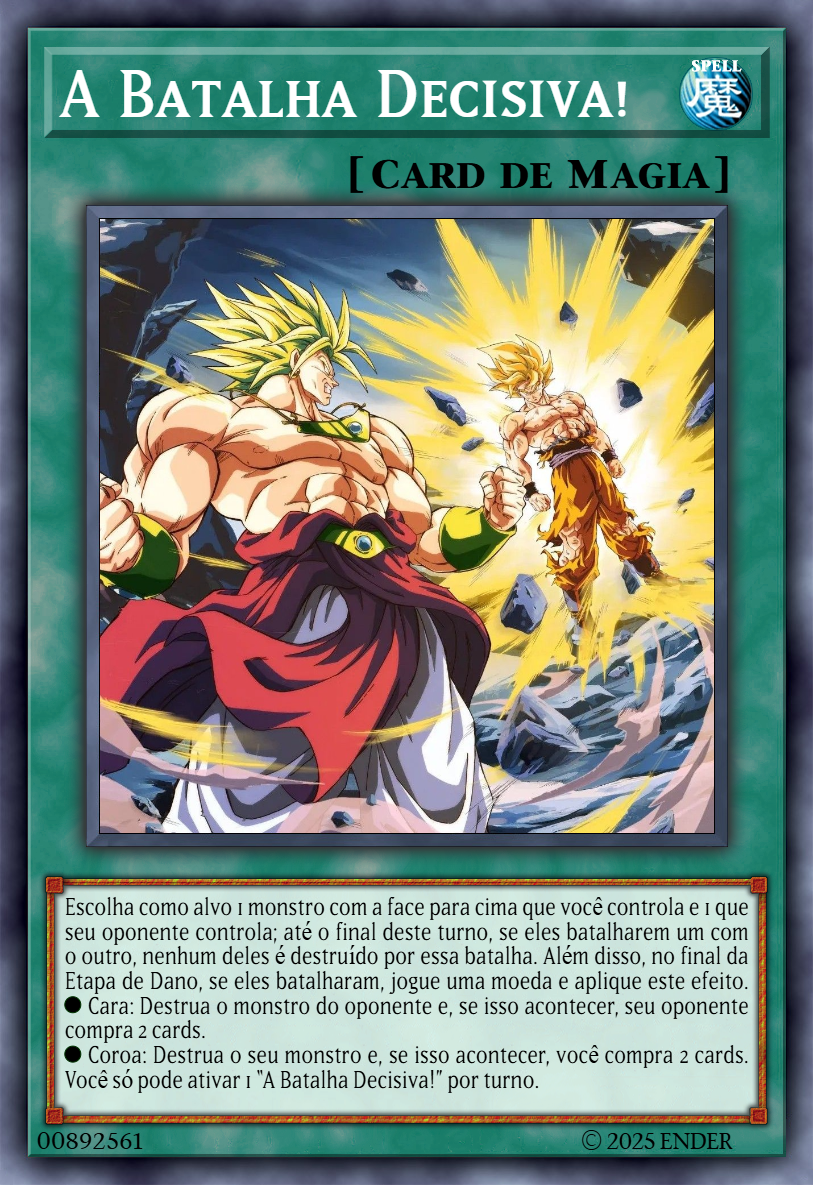 A Batalha Decisiva!
SPELL
魔
[Card de Magia]
Escolha como alvo 1 monstro com a face para cima que você controla e 1 que
seu oponente controla; até o final deste turno, se eles batalharem um com
o outro, nenhum deles é destruído por essa batalha. Além disso, no final da
Etapa de Dano, se eles batalharam, jogue uma moeda e aplique este efeito.
● Cara: Destrua o monstro do oponente e, se isso acontecer, seu oponente
compra 2 cards.
● Coroa: Destrua o seu monstro e, se isso acontecer, você compra 2 cards.
Você só pode ativar 1 "A Batalha Decisiva!" por turno.
00892561
© 2025 ENDER